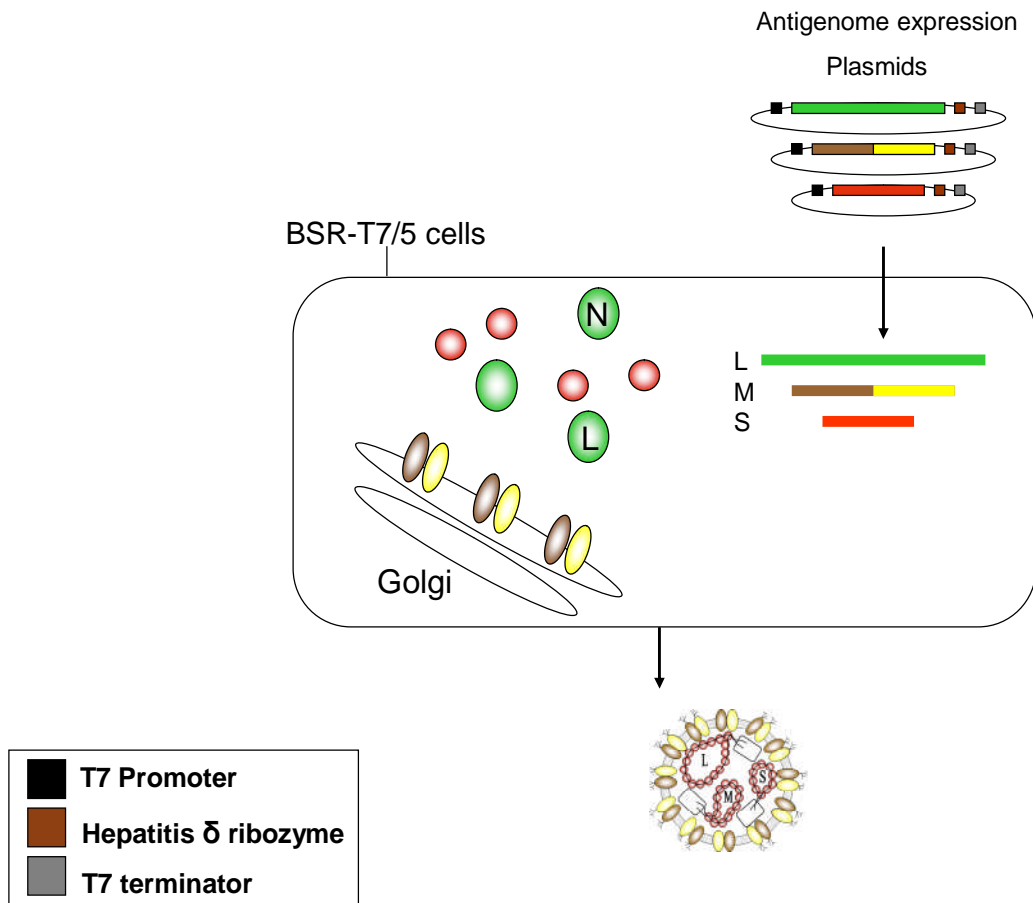 Antigenome expression
Plasmids
BSR-T7/5 cells
N
L
L
M
S
Golgi
L
S
M
T7 Promoter
Hepatitis δ ribozyme
T7 terminator